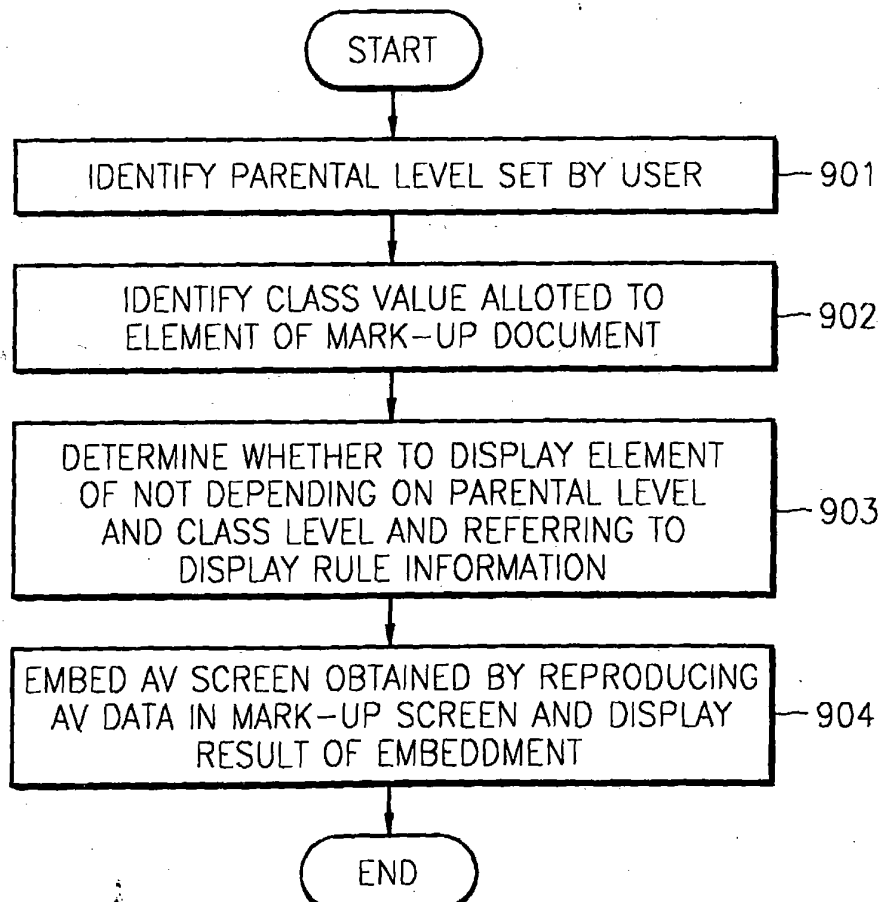 START
IDENTIFY PARENTAL LEVEL SET BY USER
901
IDENTIFY CLASS VALUE ALLOTED TO
ELEMENT OF MARK-UP DOCUMENT
902
DETERMINE WHETHER TO DISPLAY ELEMENT
OF NOT DEPENDING ON PARENTAL LEVEL
AND CLASS LEVEL AND REFERRING TO
DISPLAY RULE INFORMATION
903
EMBED AV SCREEN OBTAINED BY REPRODUCING
AV DATA IN MARK-UP SCREEN AND DISPLAY
RESULT OF EMBEDDMENT
904
END